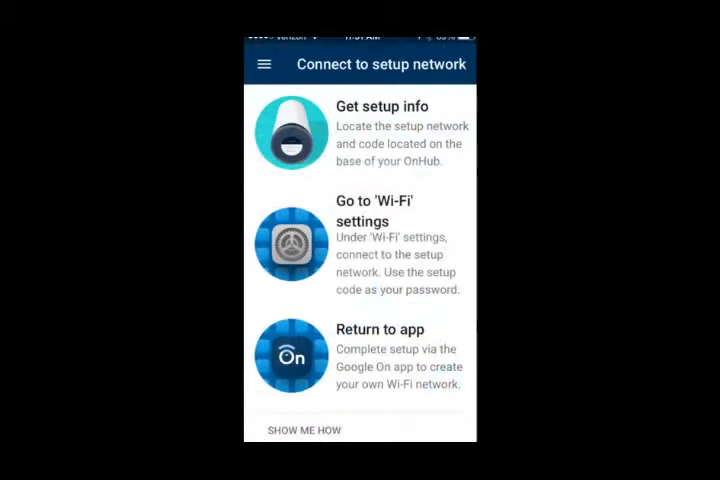 Connect to setup network
Get setup info
Locate the setup network
and code located on the
base of your OnHub.
Go to 'Wi-Fi'
settings
Under 'Wi-Fi' settings,
connect to the setup
network. Use the setup
code as your password.
On
Return to app
Complete setup via the
Google On app to create
your own Wi-Fi network.
SHOW ME HOW